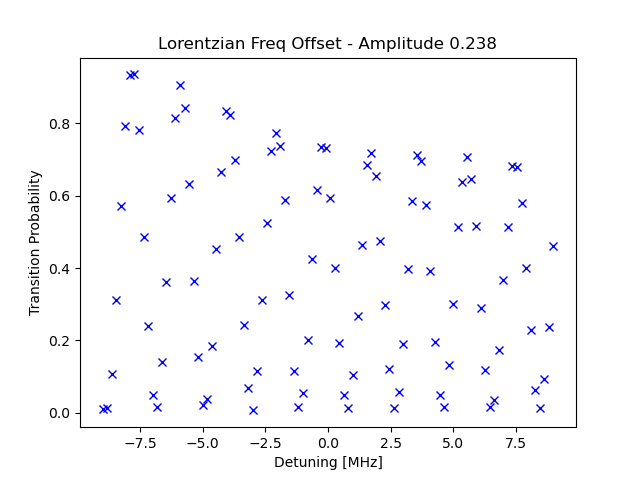 Lorentzian Freq Offset - Amplitude 0.238
Transition Probability
0.8
0.6
0.4
0.2
0.0
−7.5 −5.0 −2.5 0.0 2.5 5.0 7.5
Detuning [MHz]